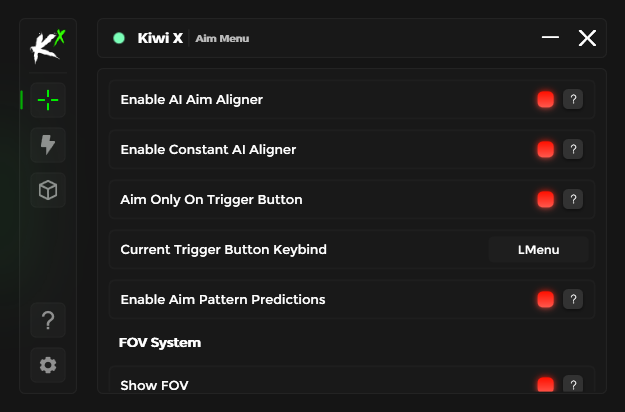 Kiwi X | Aim Menu
Enable AI Aim Aligner ?
Enable Constant AI Aligner ?
Aim Only On Trigger Button ?
Current Trigger Button Keybind LMenu
Enable Aim Pattern Predictions ?
FOV System
Show FOV ?
?